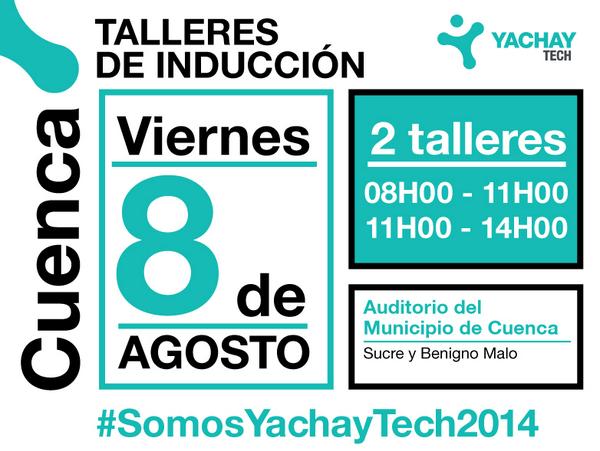 TALLERES
DE INDUCCIÓN
YACHAY
TECH
Cuenca
Viernes
8 de
AGOSTO
2 talleres
08H00 - 11H00
11H00 - 14H00
Auditorio del
Municipio de Cuenca
Sucre y Benigno Malo
#SomosYachayTech2014